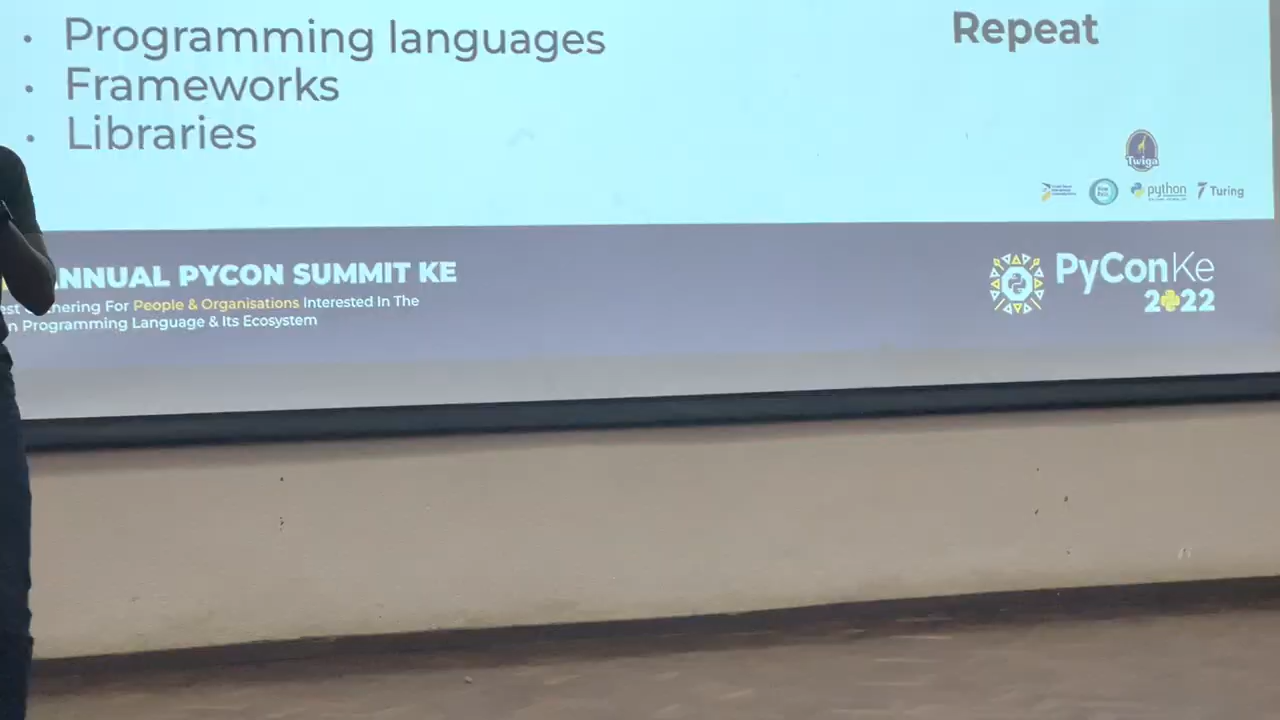 Programming languages
Frameworks
Libraries
Repeat
Twiga
python
Turing
ANNUAL PYCON SUMMIT KE
For People & Organisations Interested In The
Programming Language & Its Ecosystem
PyConKe
2022